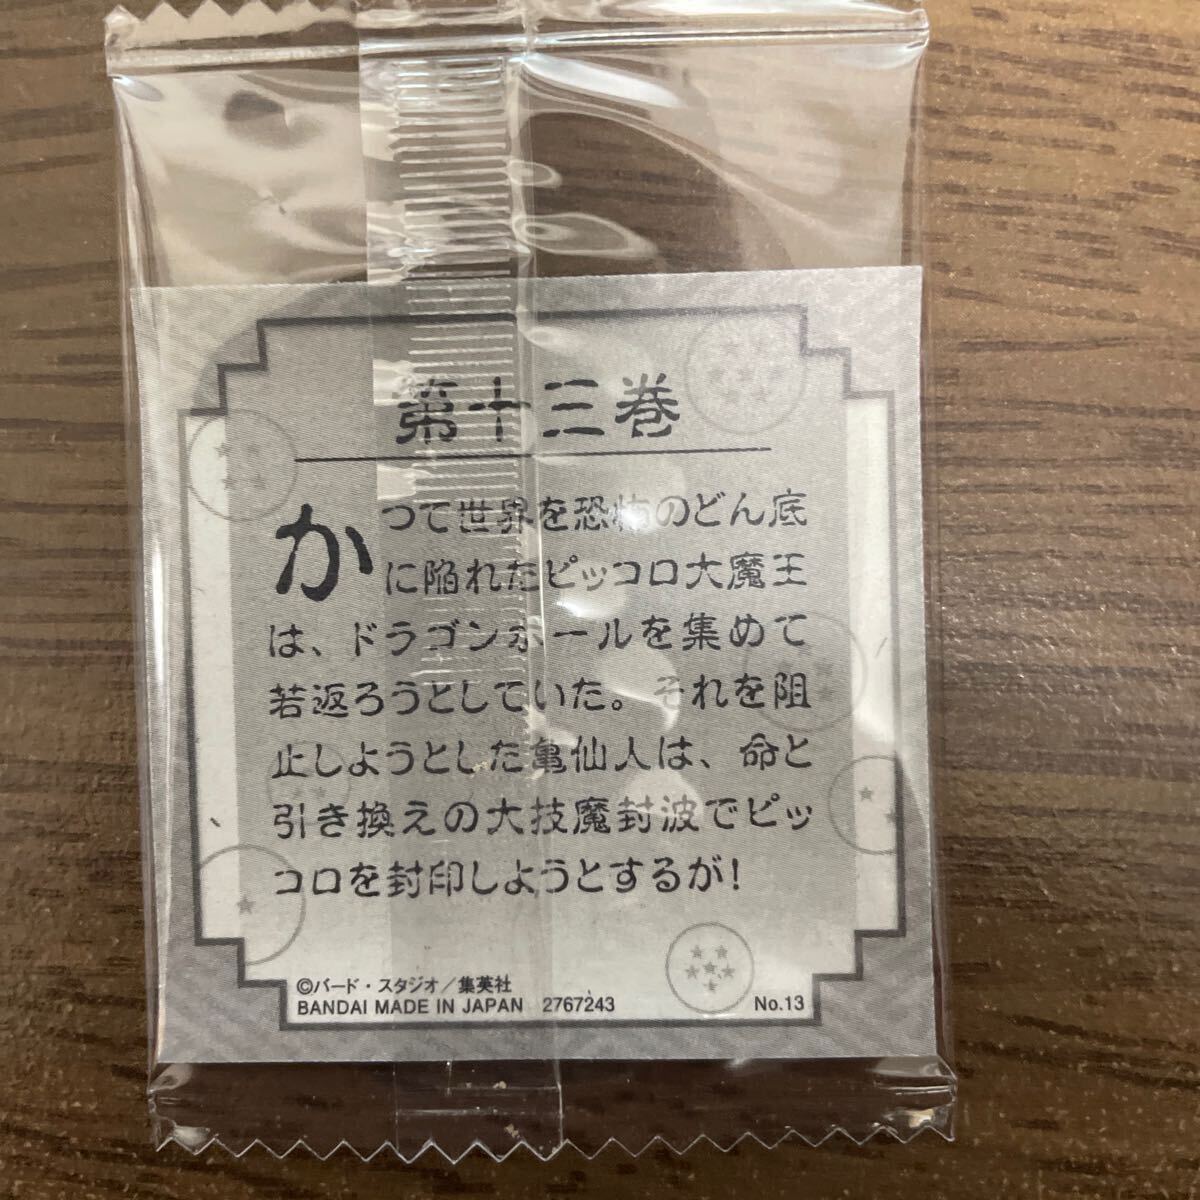 第十三巻
かつて世界を恐怖のどん底
に陥れたピッコロ大魔王
は、ドラゴンボールを集めて
若返ろうとしていた。それを阻
止しようとした亀仙人は、命と
引き換えの大技魔封波でピッ
コロを封印しようとするが!
©バード・スタジオ／集英社
BANDAI MADE IN JAPAN 2767243 No.13